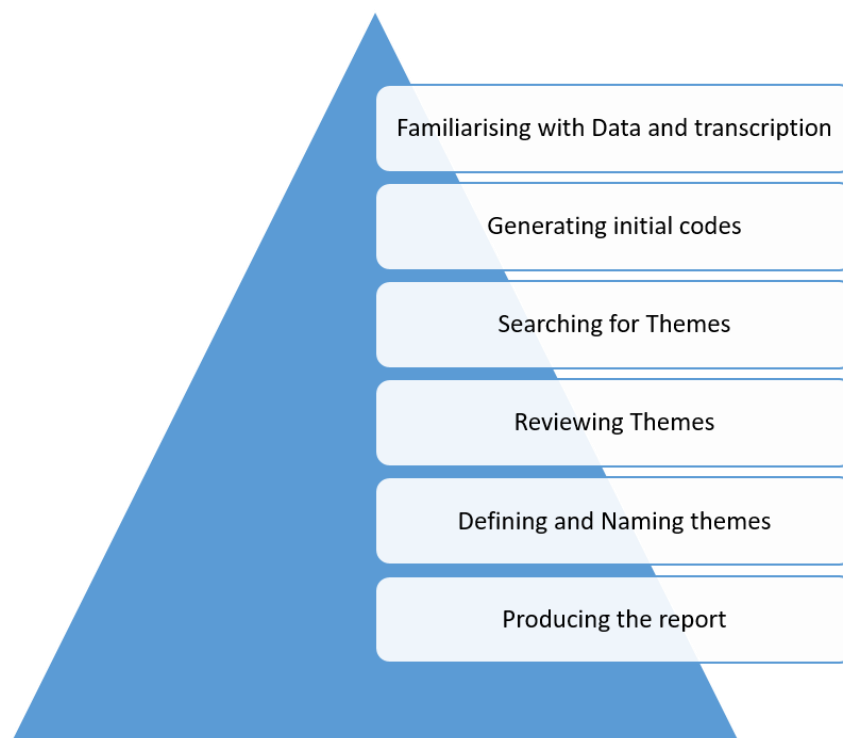 Familiarising with Data and transcription
Generating initial codes
Searching for Themes
Reviewing Themes
Defining and Naming themes
Producing the report